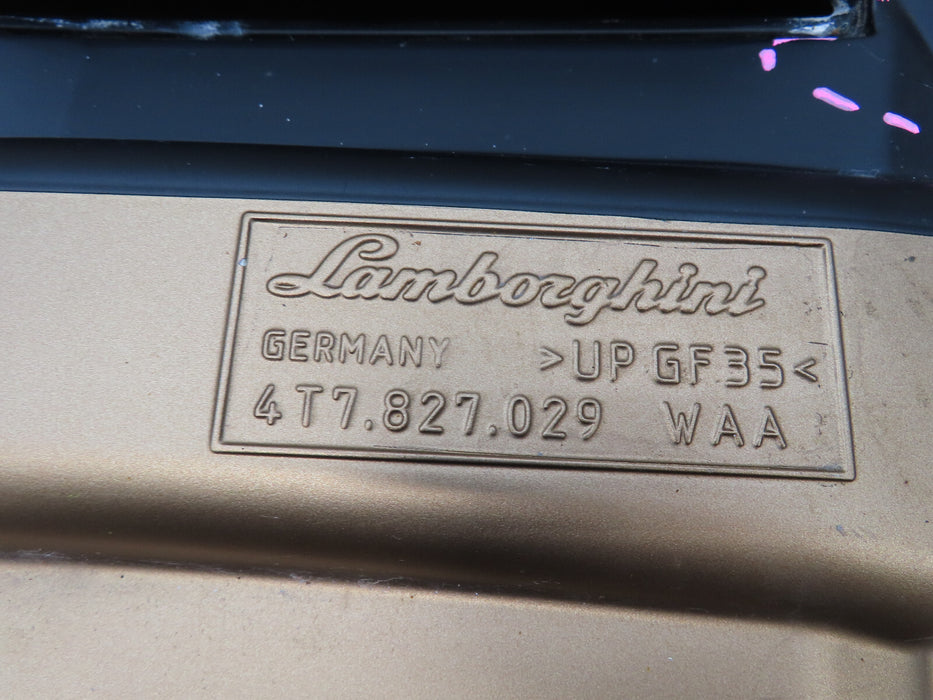 Lamborghini
GERMANY >UP GF35<
4T7.827.029 WAA